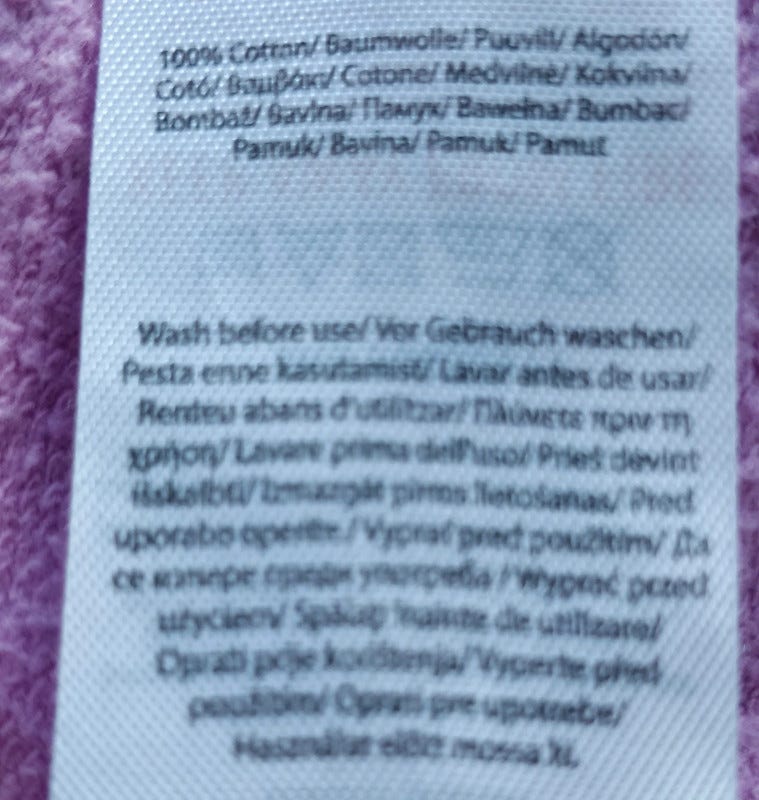 100% Cotton/ Baumwolle/ Puuvill/ Algodón/
Cotó/ Βαμβάκι/ Cotone/ Medvilnė/ Kokvilna/
Bombaž/ Bavlna/ Памук/ Bawełna/ Bumbac/
Pamuk/ Bavlna/ Pamuk/ Pamut
Wash before use/ Vor Gebrauch waschen/
Pesta enne kasutamist/ Lavar antes de usar/
Renteu abans d'utilitzar/ Πλύνετε πριν τη
χρήση/ Lavare prima dell'uso/ Prieš dėvint
išskalbti/ Izmazgāt pirms lietošanas/ Pred
uporabo operite/ Vyprať pred použitím/ Да
се изпере преди употреба / Wyprać przed
użyciem/ Spălaţi înainte de utilizare/
Oprati prije korištenja/ Vyperte před
použitím/ Oprati pre upotrebe/
Használat előtt mossa ki.